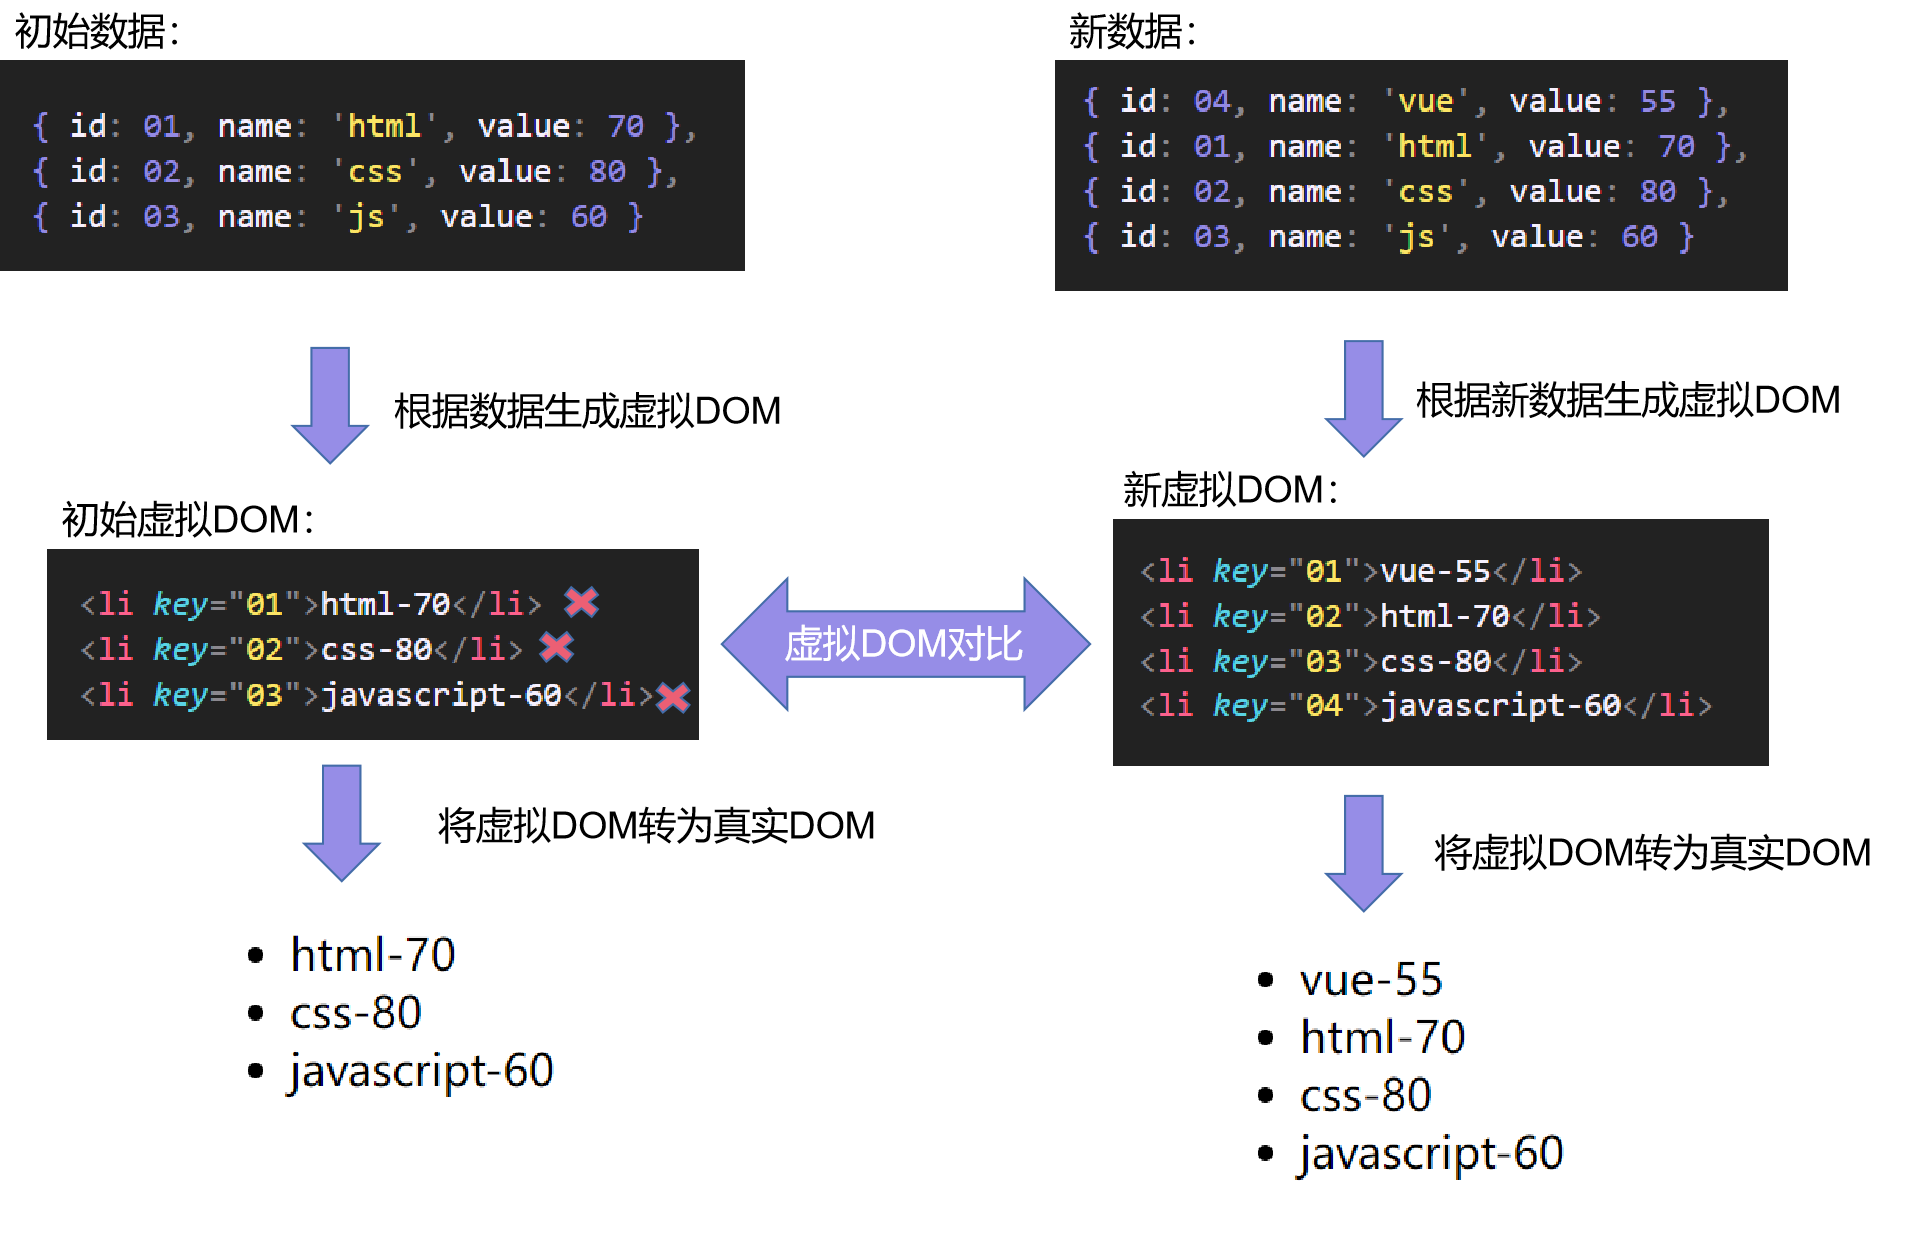 初始数据：
{ id: 01, name: 'html', value: 70 },
{ id: 02, name: 'css', value: 80 },
{ id: 03, name: 'js', value: 60 }
根据数据生成虚拟DOM
初始虚拟DOM：
<li key="01">html-70</li>
<li key="02">css-80</li>
<li key="03">javascript-60</li>
将虚拟DOM转为真实DOM
• html-70
• css-80
• javascript-60
虚拟DOM对比
新数据：
{ id: 04, name: 'vue', value: 55 },
{ id: 01, name: 'html', value: 70 },
{ id: 02, name: 'css', value: 80 },
{ id: 03, name: 'js', value: 60 }
根据新数据生成虚拟DOM
新虚拟DOM：
<li key="01">vue-55</li>
<li key="02">html-70</li>
<li key="03">css-80</li>
<li key="04">javascript-60</li>
将虚拟DOM转为真实DOM
• vue-55
• html-70
• css-80
• javascript-60